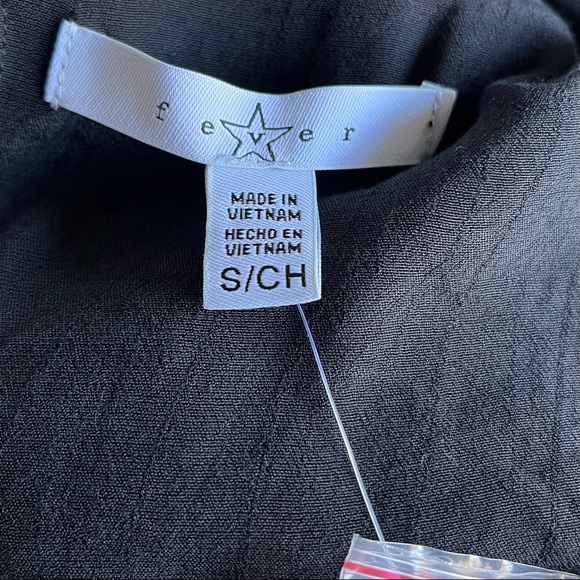 fever
MADE IN
VIETNAM
HECHO EN
VIETNAM
S/CH